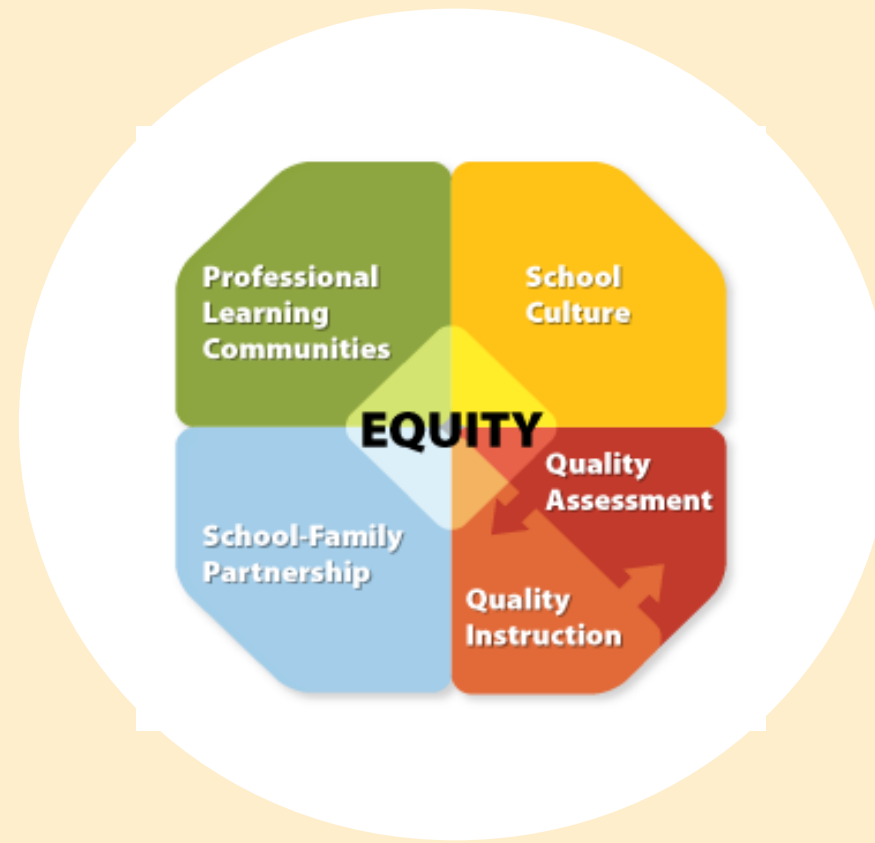 Professional
Learning
Communities
School
Culture
EQUITY
School-Family
Partnership
Quality
Assessment
Quality
Instruction